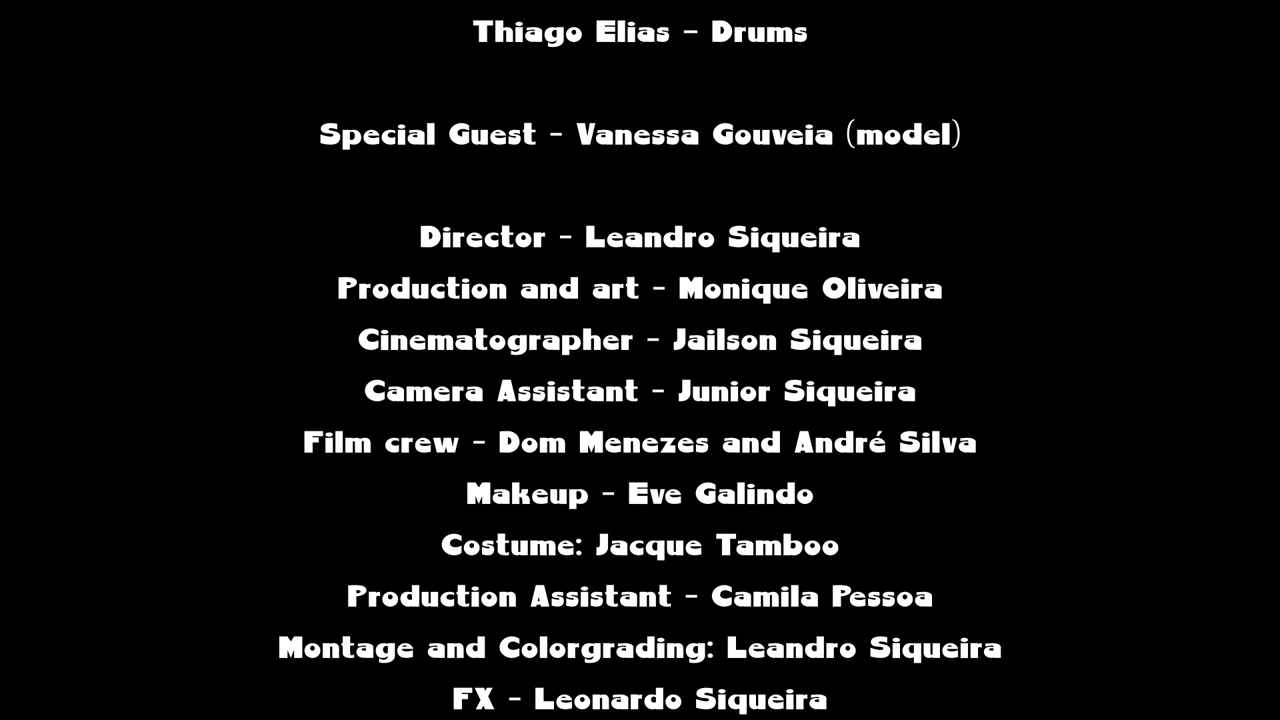 Thiago Elias - Drums
Special Guest - Vanessa Gouveia (model)
Director - Leandro Siqueira
Production and art - Monique Oliveira
Cinematographer - Jailson Siqueira
Camera Assistant - Junior Siqueira
Film crew - Dom Menezes and André Silva
Makeup - Eve Galindo
Costume: Jacque Tamboo
Production Assistant - Camila Pessoa
Montage and Colorgrading: Leandro Siqueira
FX - Leonardo Siqueira